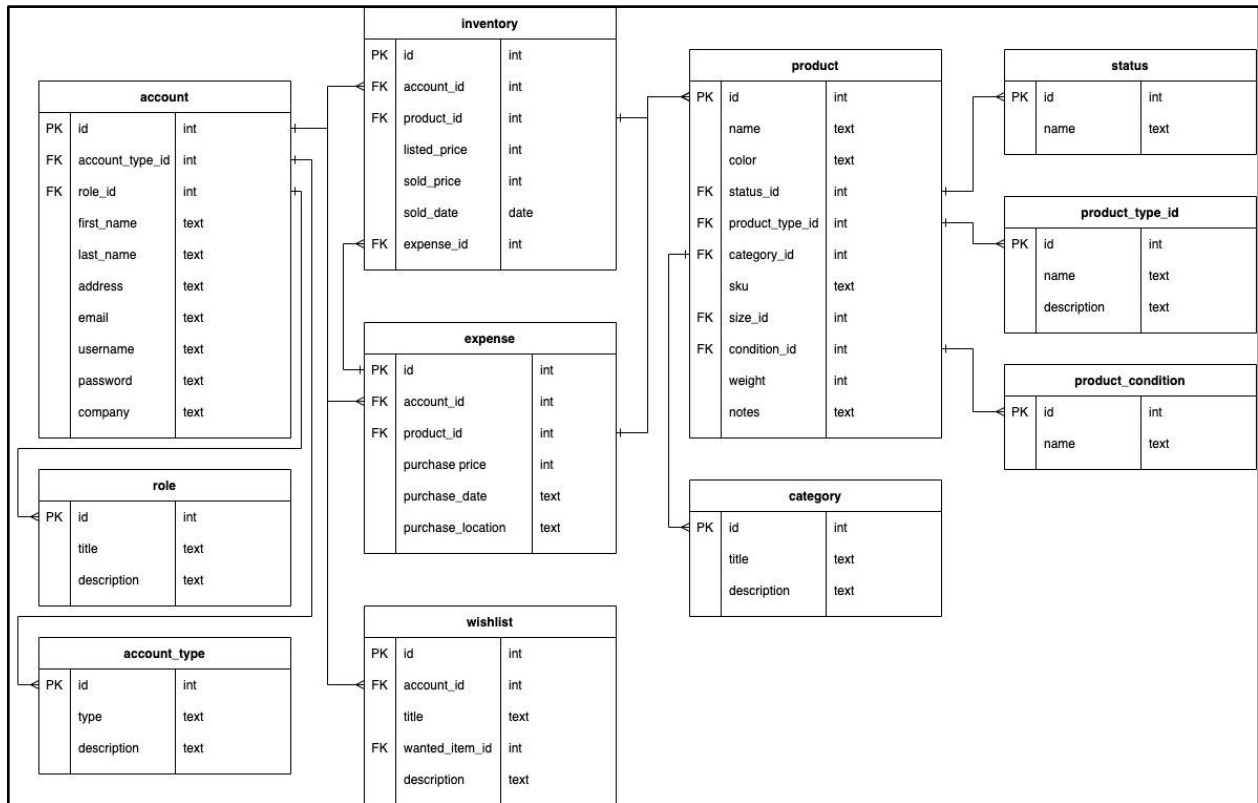 account
PK id int
FK account_type_id int
FK role_id int
first_name text
last_name text
address text
email text
username text
password text
company text
role
PK id int
title text
description text
account_type
PK id int
type text
description text
inventory
PK id int
FK account_id int
FK product_id int
listed_price int
sold_price int
sold_date date
FK expense_id int
expense
PK id int
FK account_id int
FK product_id int
purchase price int
purchase_date text
purchase_location text
wishlist
PK id int
FK account_id int
title text
FK wanted_item_id int
description text
product
PK id int
name text
color text
FK status_id int
FK product_type_id int
FK category_id int
sku text
FK size_id int
FK condition_id int
weight int
notes text
category
PK id int
title text
description text
status
PK id int
name text
product_type_id
PK id int
name text
description text
product_condition
PK id int
name text